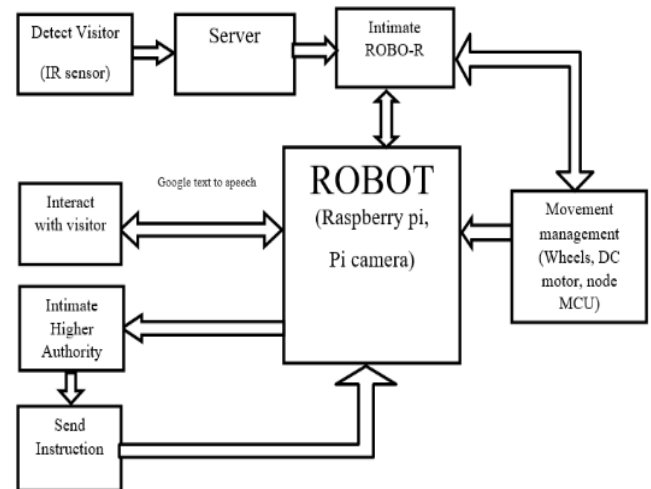 Detect Visitor
(IR sensor)
Server
Intimate
ROBO-R
Google text to speech
Interact
with visitor
ROBOT
(Raspberry pi,
Pi camera)
Movement
management
(Wheels, DC
motor, node
MCU)
Intimate
Higher
Authority
Send
Instruction